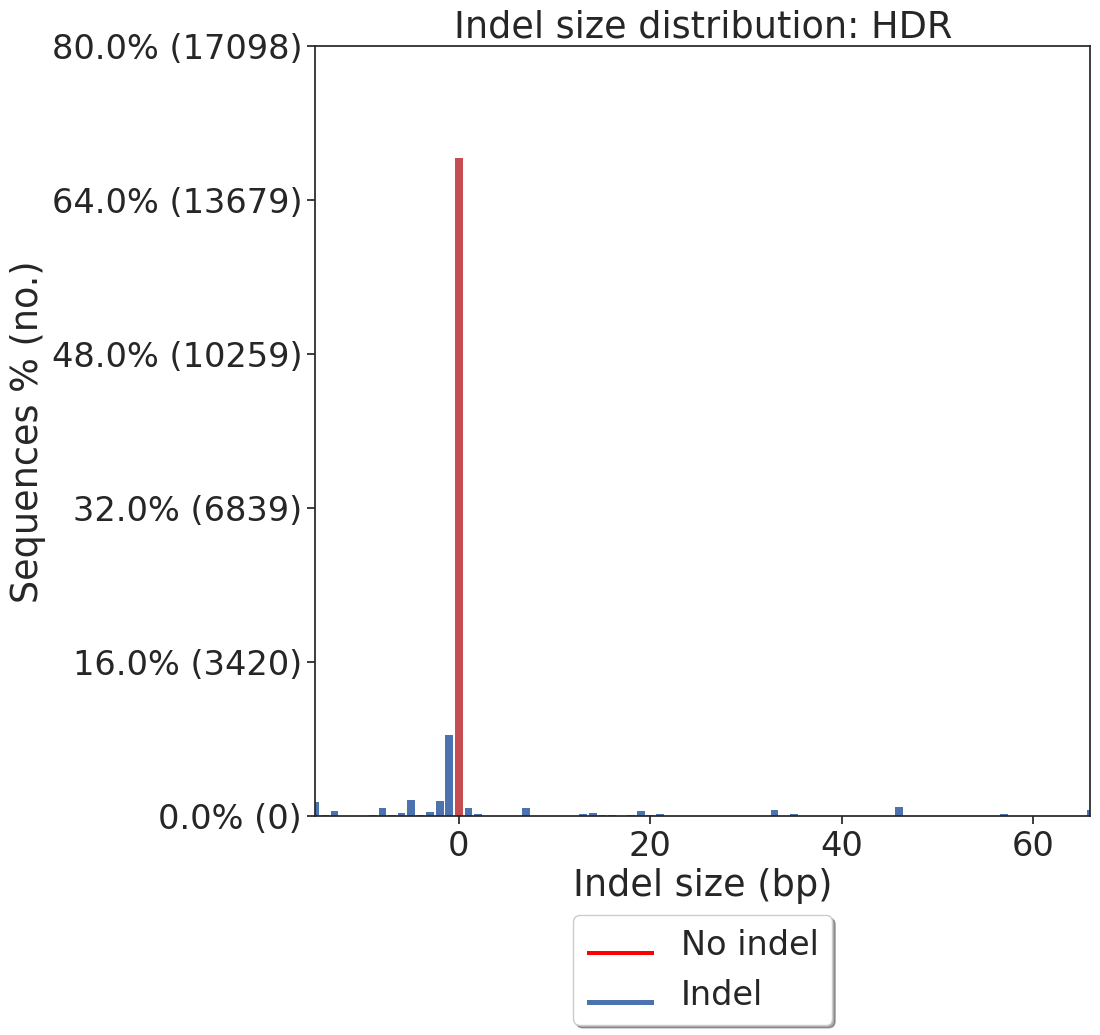 Indel size distribution: HDR
80.0% (17098)
64.0% (13679)
48.0% (10259)
32.0% (6839)
16.0% (3420)
0.0% (0)
Sequences % (no.)
0 20 40 60
Indel size (bp)
No indel
Indel